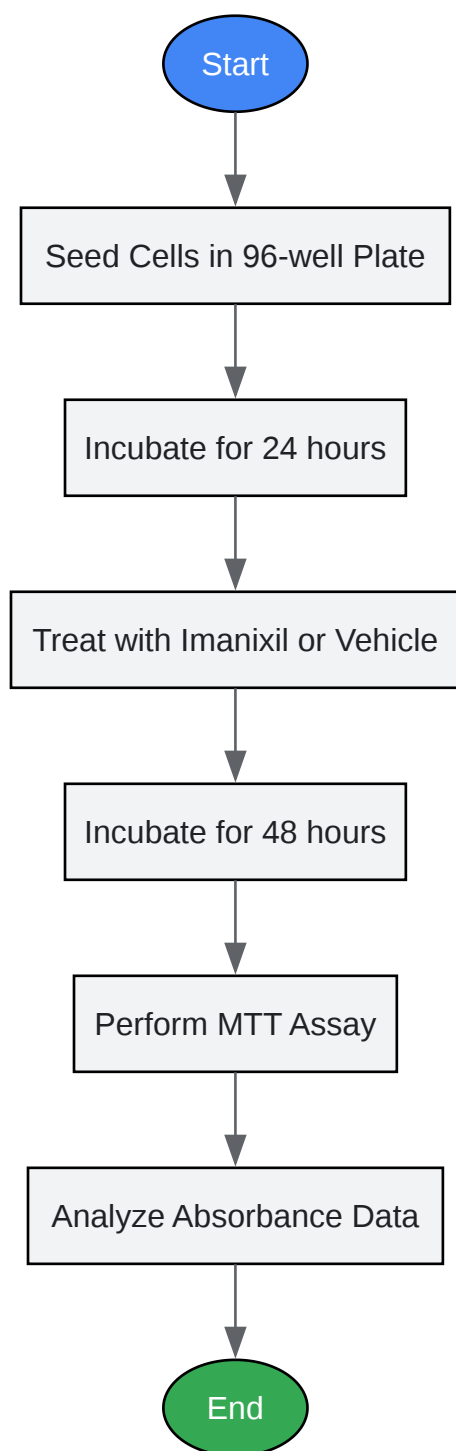 Start
Seed Cells in 96-well Plate
Incubate for 24 hours
Treat with Imanixil or Vehicle
Incubate for 48 hours
Perform MTT Assay
Analyze Absorbance Data
End